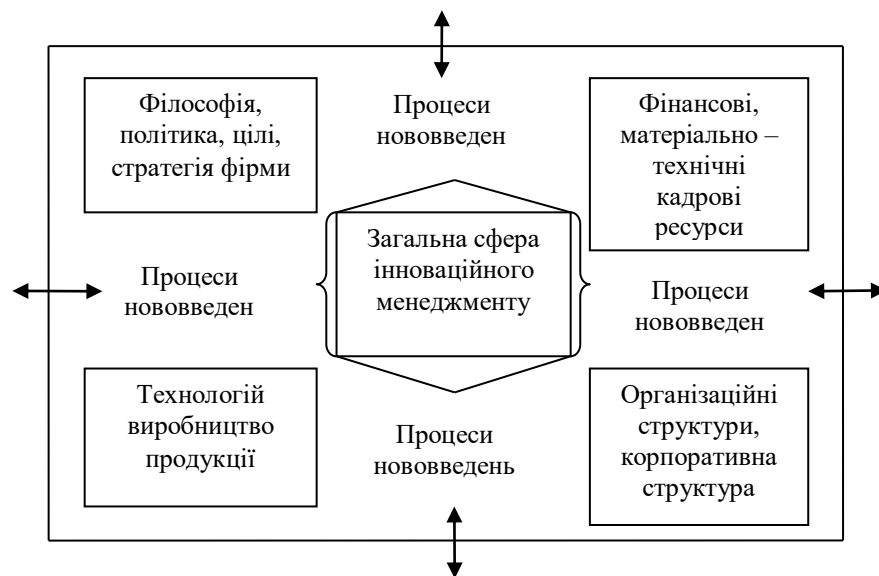 Філософія,
політика, цілі,
стратегія фірми
Процеси
нововведен
Фінансові,
матеріально –
технічні
кадрові
ресурси
Загальна сфера
інноваційного
менеджменту
Процеси
нововведен
Процеси
нововведен
Технологій
виробництво
продукції
Процеси
нововведень
Організаційні
структури,
корпоративна
структура